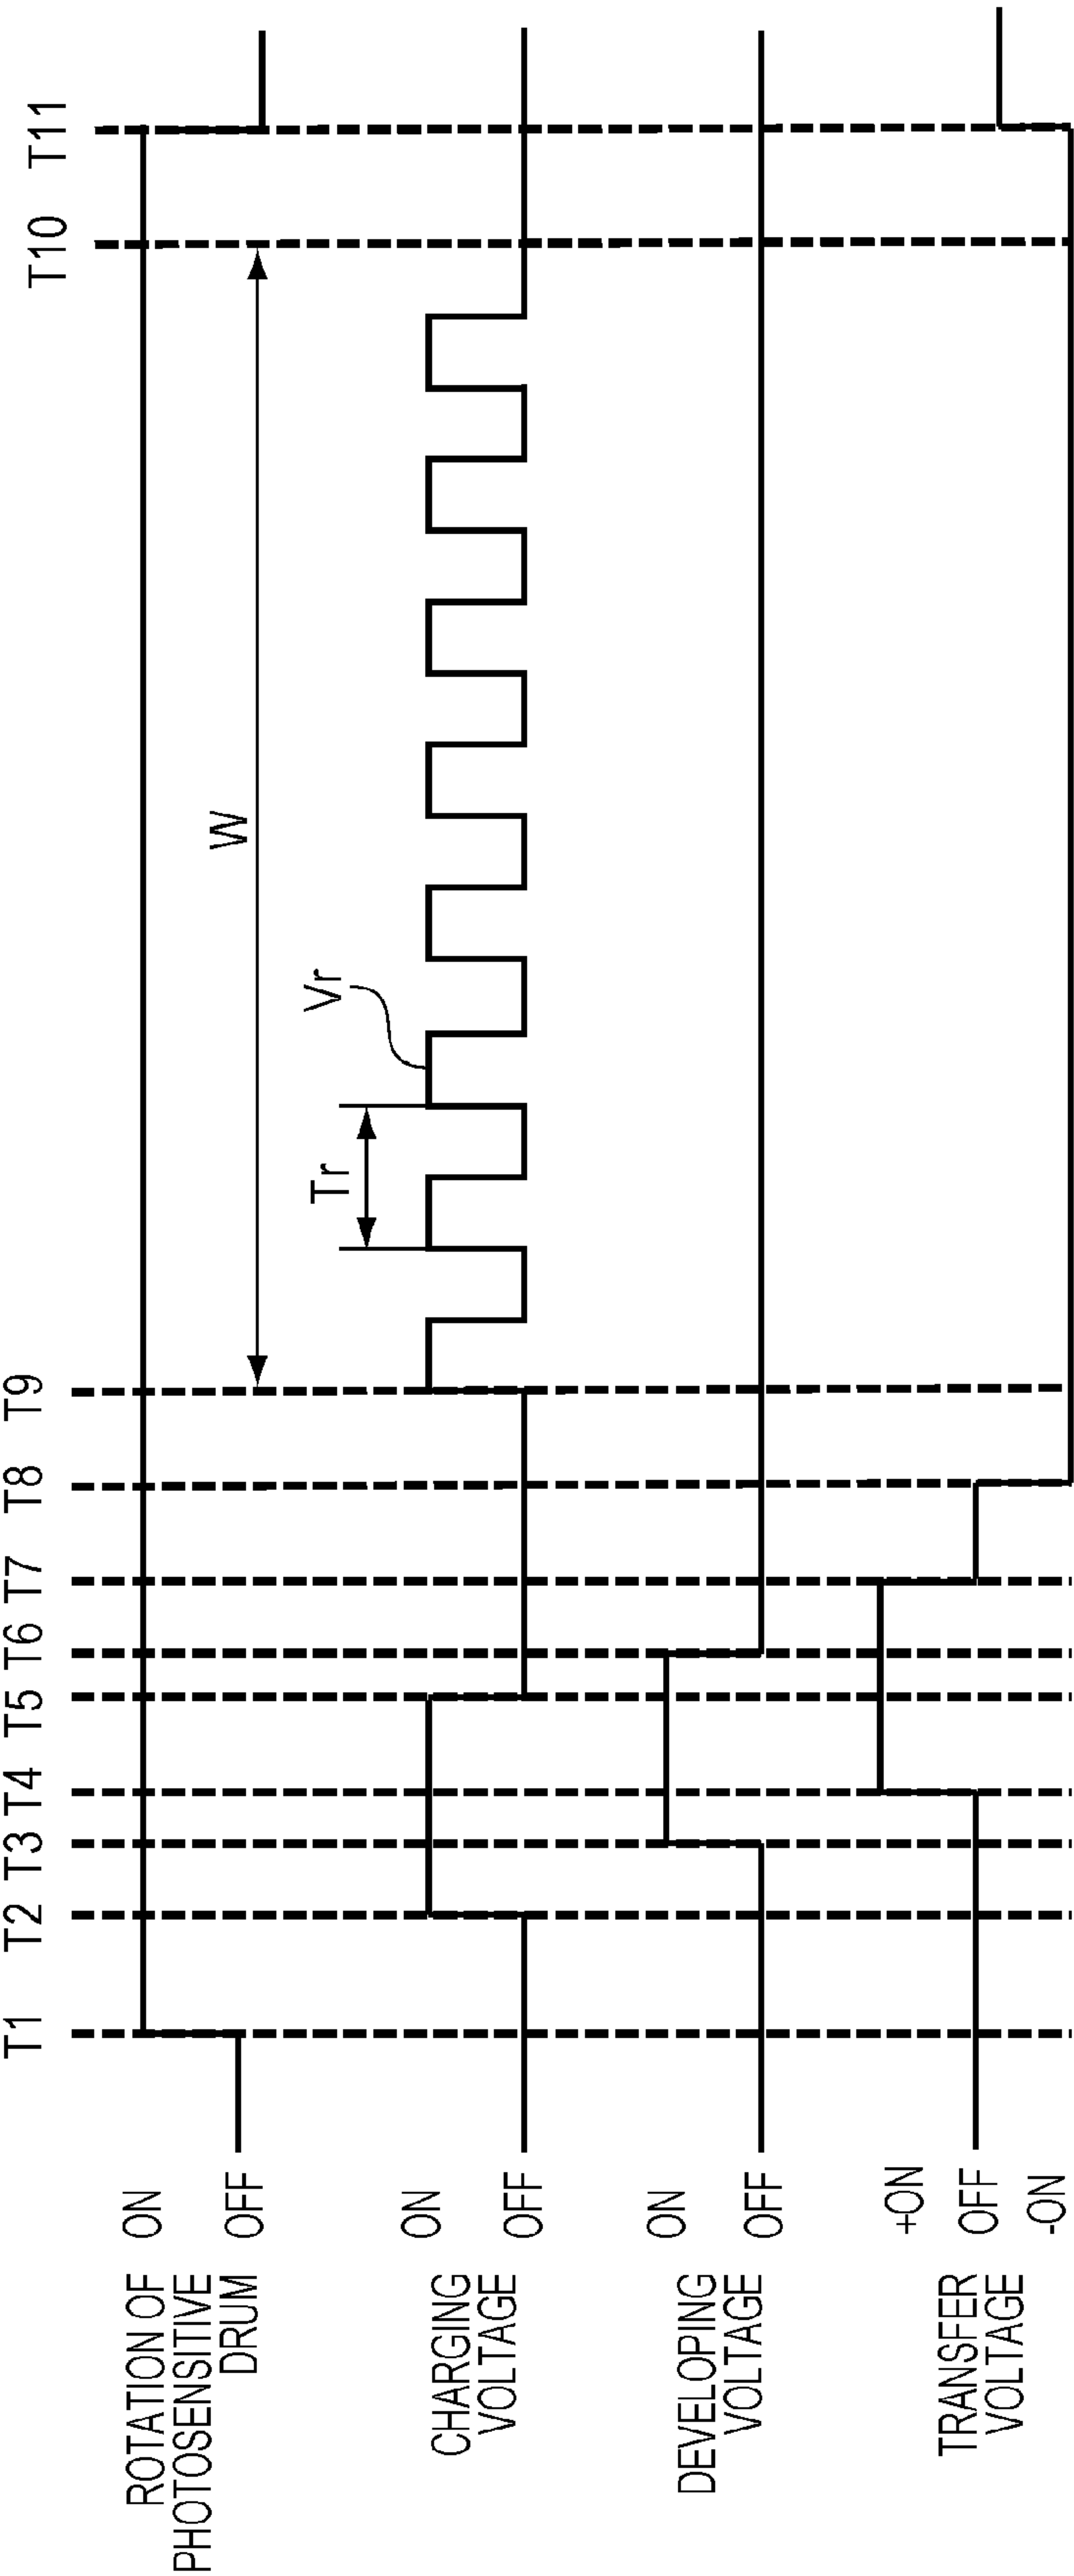 T1 T2 T3 T4 T5 T6 T7 T8 T9 T10 T11
ROTATION OF
PHOTOSENSITIVE
DRUM
ON
OFF
W
CHARGING
VOLTAGE
ON
OFF
Tr
Vr
DEVELOPING
VOLTAGE
ON
OFF
TRANSFER
VOLTAGE
+ON
OFF
-ON